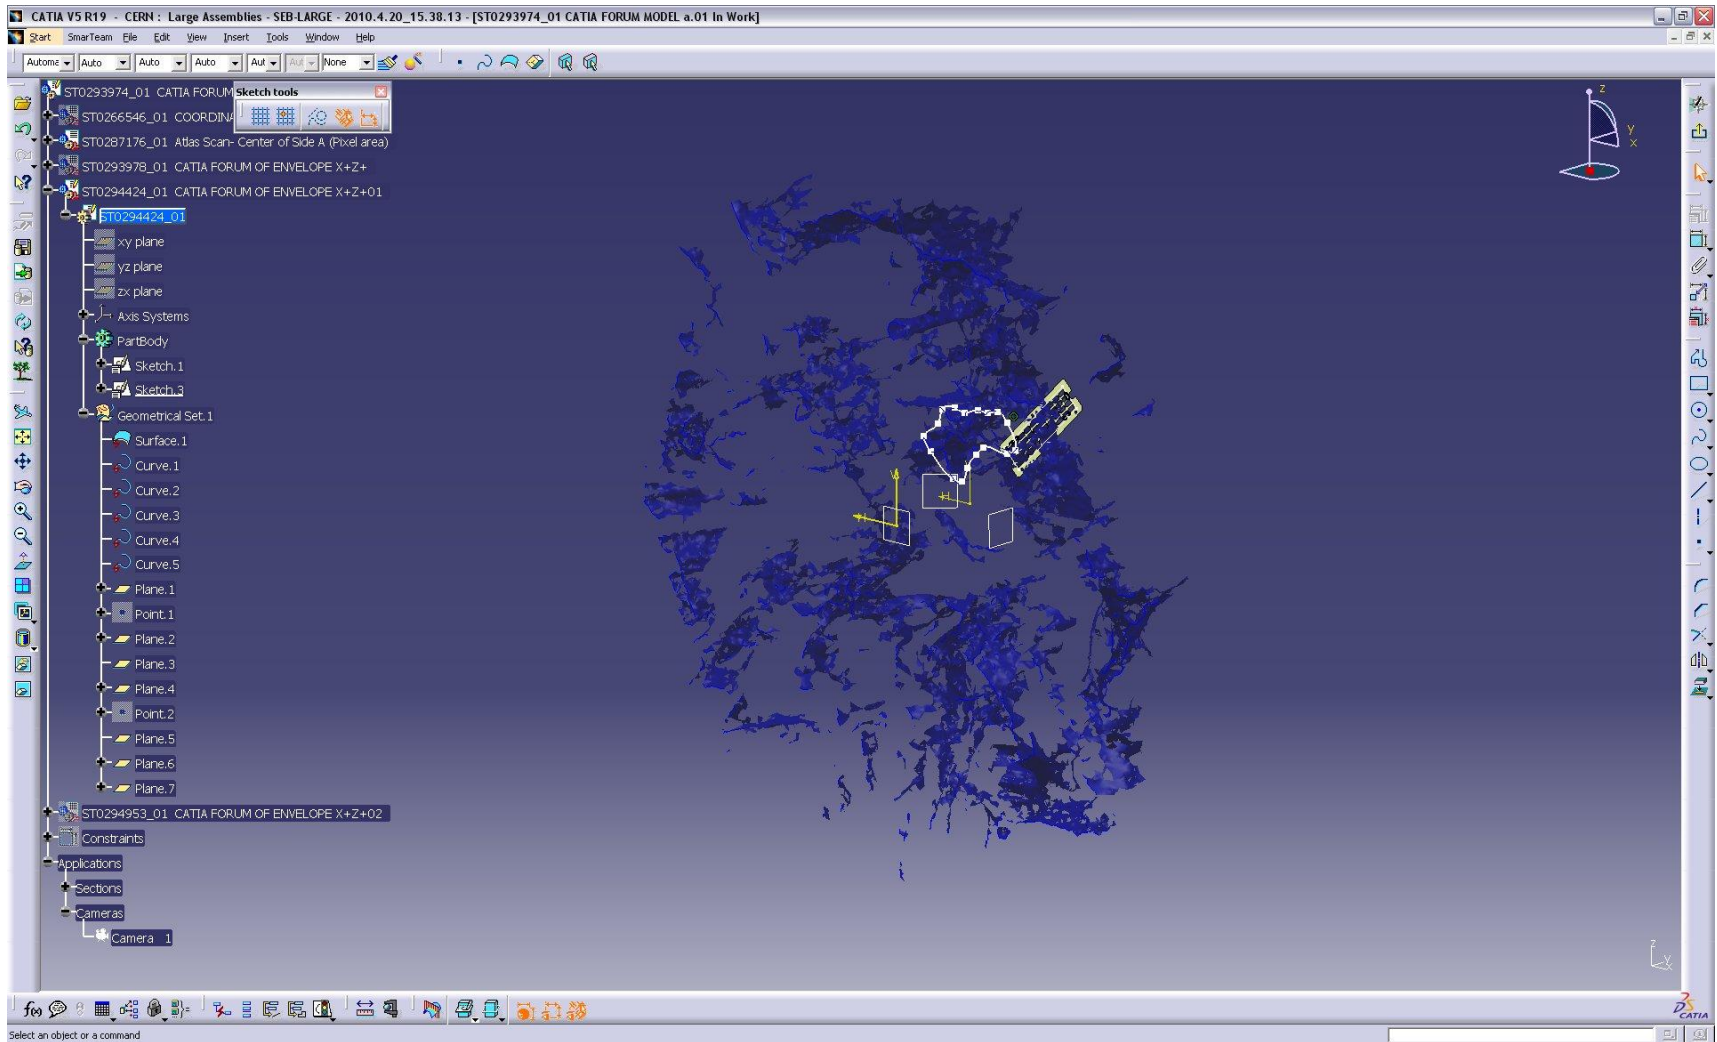 CATIA V5 R19 - CERN : Large Assemblies - SEB-LARGE - 2010.4.20_15.38.13 - [ST0293974_01 CATIA FORUM MODEL a.01 In Work]
Start SmarTeam File Edit View Insert Tools Window Help
Auto Auto Auto Aut None
ST0293974_01 CATIA FORUM
Sketch tools
ST0266546_01 COORDINA
ST0287176_01 Atlas Scan- Center of Side A (Pixel area)
ST0293978_01 CATIA FORUM OF ENVELOPE X+Z+
ST0294424_01 CATIA FORUM OF ENVELOPE X+Z+01
ST0294424_01
xy plane
yz plane
zx plane
Axis Systems
PartBody
Sketch.1
Sketch.3
Geometrical Set.1
Surface.1
Curve.1
Curve.2
Curve.3
Curve.4
Curve.5
Plane.1
Point.1
Plane.2
Plane.3
Plane.4
Point.2
Plane.5
Plane.6
Plane.7
ST0294953_01 CATIA FORUM OF ENVELOPE X+Z+02
Constraints
Applications
Sections
Cameras
Camera 1
z
y
x
V
H
H
z
y
x
f(x)
CATIA
Select an object or a command